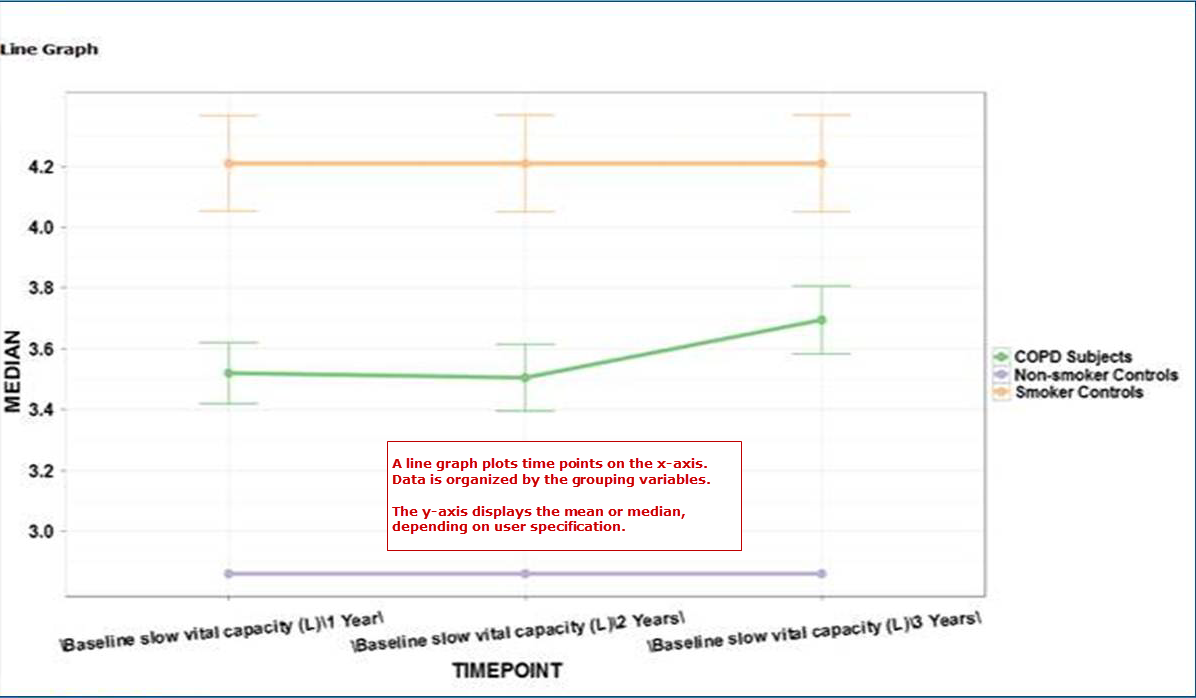 Line Graph
4.2
4.0
3.8
3.6
3.4
3.2
3.0
MEDIAN
COPD Subjects
Non-smoker Controls
Smoker Controls
A line graph plots time points on the x-axis.
Data is organized by the grouping variables.
The y-axis displays the mean or median,
depending on user specification.
\Baseline slow vital capacity (L)\1 Year\
\Baseline slow vital capacity (L)\2 Years\
\Baseline slow vital capacity (L)\3 Years\
TIMEPOINT